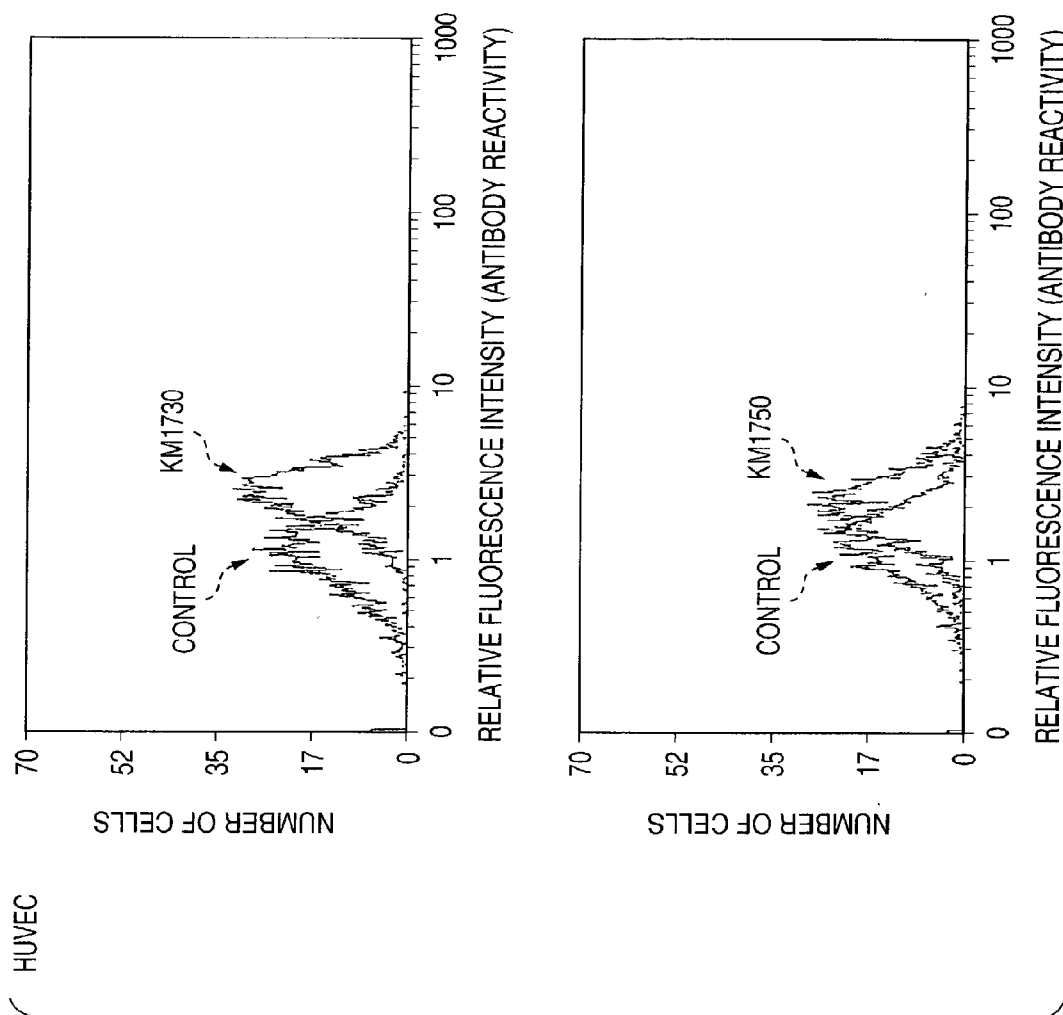 HUVEC
NUMBER OF CELLS
70
52
35
17
0
CONTROL
KM1730
0
1
10
100
1000
RELATIVE FLUORESCENCE INTENSITY (ANTIBODY REACTIVITY)
NUMBER OF CELLS
70
52
35
17
0
CONTROL
KM1750
0
1
10
100
1000
RELATIVE FLUORESCENCE INTENSITY (ANTIBODY REACTIVITY)